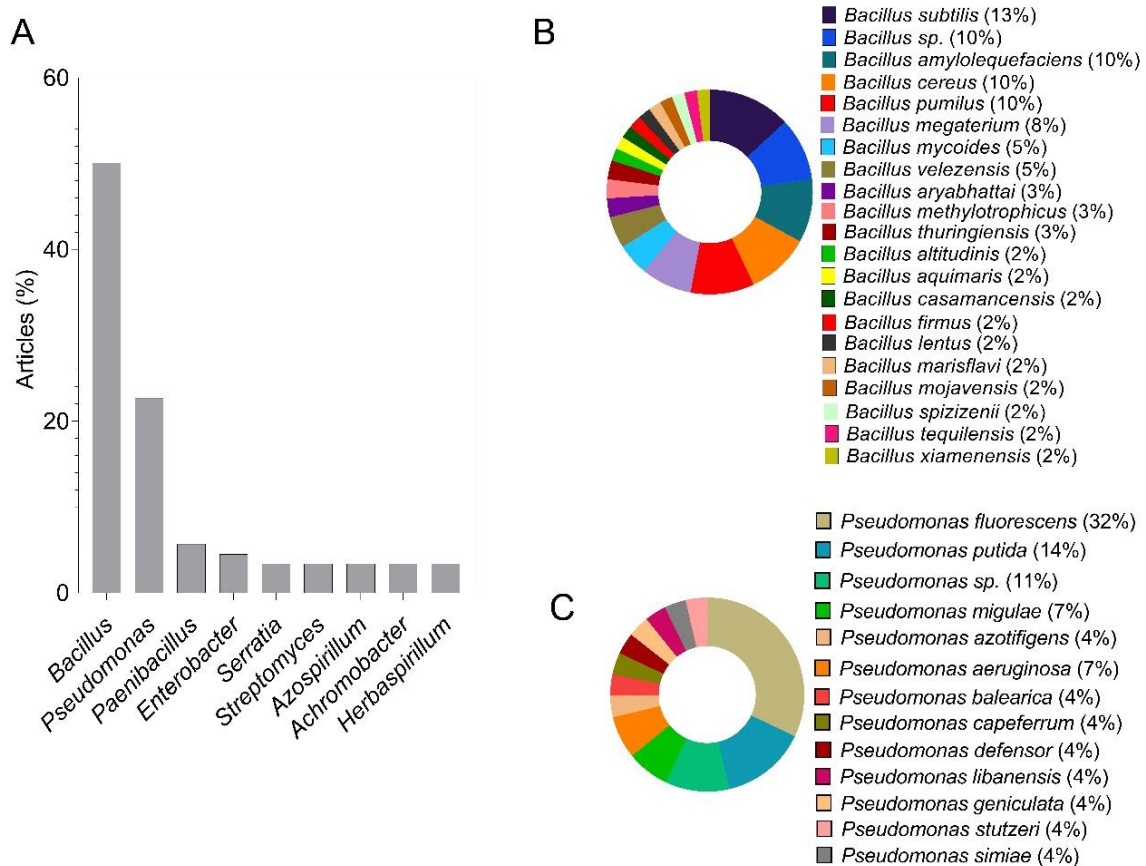 A
Articles (%)
60
40
20
0
Bacillus
Pseudomonas
Paenibacillus
Enterobacter
Serratia
Streptomyces
Azospirillum
Achromobacter
Herbaspirillum
B
Bacillus subtilis (13%)
Bacillus sp. (10%)
Bacillus amylolequefaciens (10%)
Bacillus cereus (10%)
Bacillus pumilus (10%)
Bacillus megaterium (8%)
Bacillus mycoides (5%)
Bacillus velezensis (5%)
Bacillus aryabhattai (3%)
Bacillus methylotrophicus (3%)
Bacillus thuringiensis (3%)
Bacillus altitudinis (2%)
Bacillus aquimaris (2%)
Bacillus casamancensis (2%)
Bacillus firmus (2%)
Bacillus lentus (2%)
Bacillus marisflavi (2%)
Bacillus mojavensis (2%)
Bacillus spizizenii (2%)
Bacillus tequilensis (2%)
Bacillus xiamenensis (2%)
C
Pseudomonas fluorescens (32%)
Pseudomonas putida (14%)
Pseudomonas sp. (11%)
Pseudomonas migulae (7%)
Pseudomonas azotifigens (4%)
Pseudomonas aeruginosa (7%)
Pseudomonas balearica (4%)
Pseudomonas capeferrum (4%)
Pseudomonas defensor (4%)
Pseudomonas libanensis (4%)
Pseudomonas geniculata (4%)
Pseudomonas stutzeri (4%)
Pseudomonas simiae (4%)